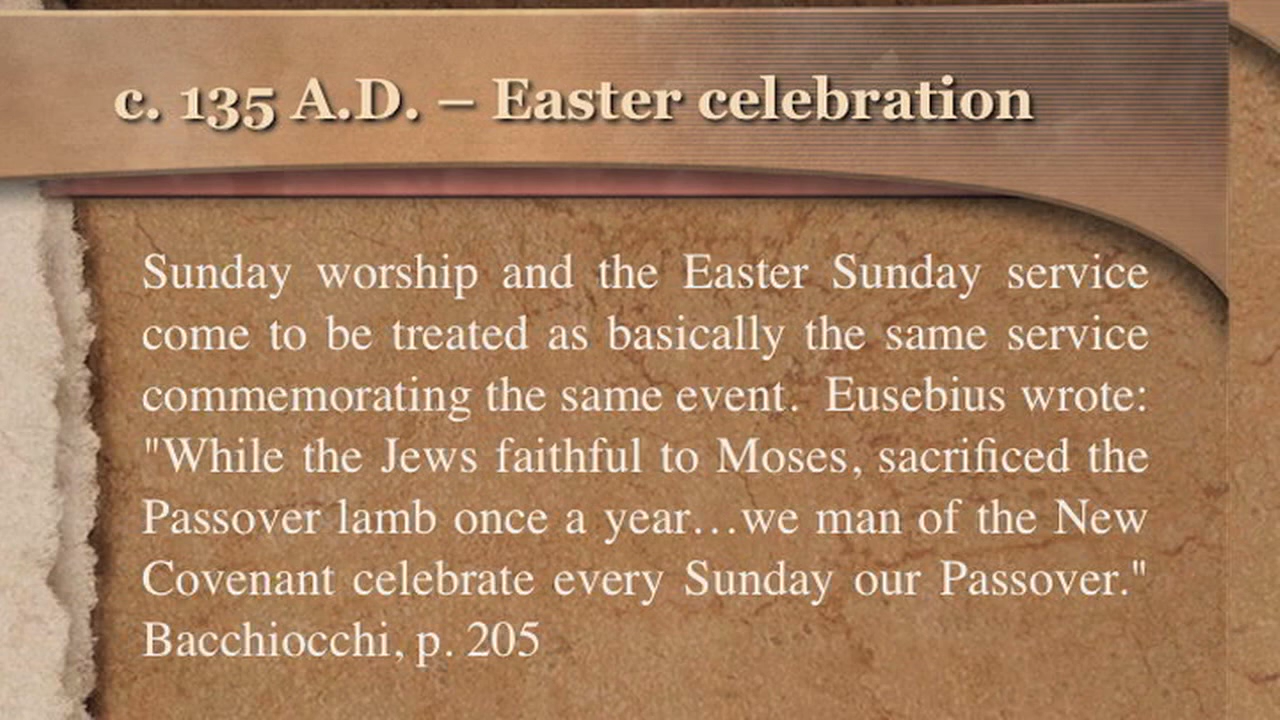 c. 135 A.D. – Easter celebration
Sunday worship and the Easter Sunday service
come to be treated as basically the same service
commemorating the same event.  Eusebius wrote:
"While the Jews faithful to Moses, sacrificed the
Passover lamb once a year…we man of the New
Covenant celebrate every Sunday our Passover."
Bacchiocchi, p. 205